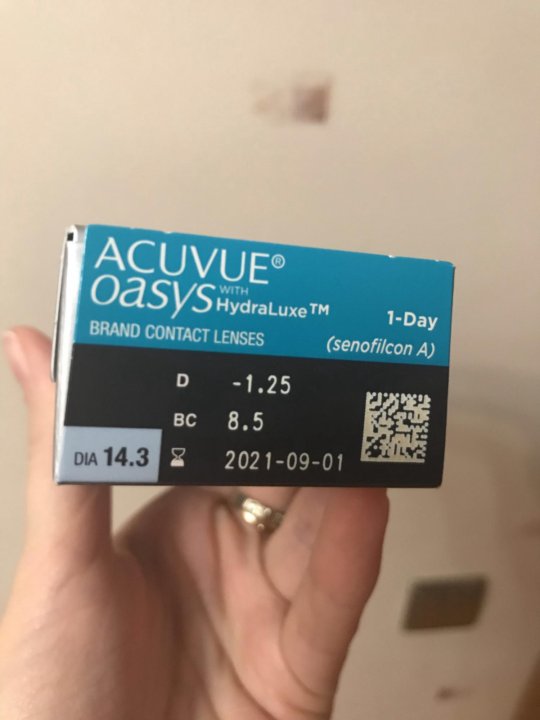 ACUVUE®
oasys WITH HydraLuxe™
1-Day
BRAND CONTACT LENSES
(senofilcon A)
D -1.25
BC 8.5
DIA 14.3
2021-09-01